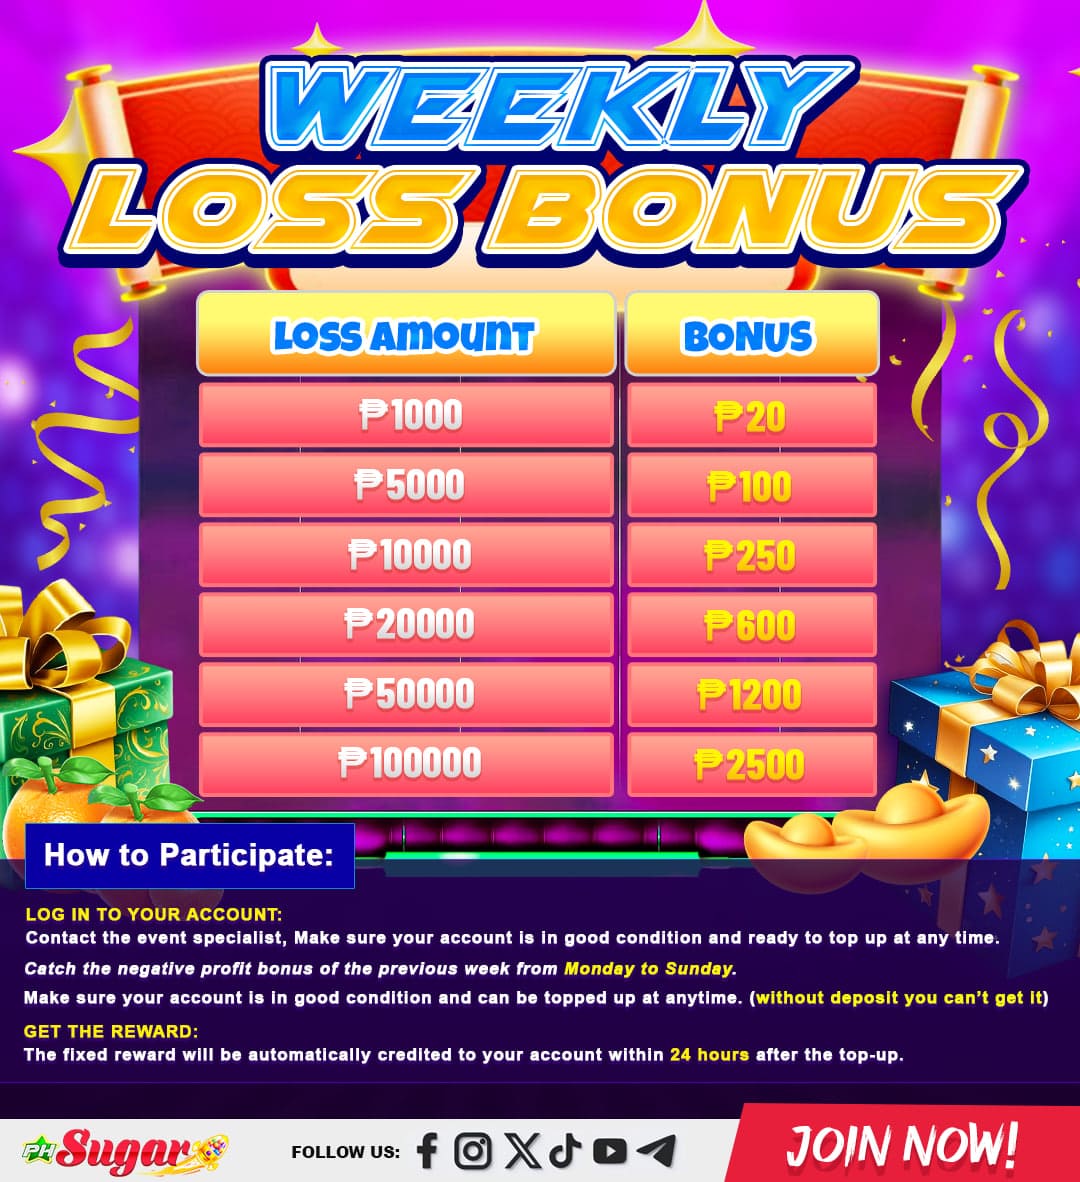 WEEKLY
LOSS BONUS
LOSS AMOUNT BONUS
₱1000 ₱20
₱5000 ₱100
₱10000 ₱250
₱20000 ₱600
₱50000 ₱1200
₱100000 ₱2500
How to Participate:
LOG IN TO YOUR ACCOUNT:
Contact the event specialist, Make sure your account is in good condition and ready to top up at any time.
Catch the negative profit bonus of the previous week from Monday to Sunday.
Make sure your account is in good condition and can be topped up at anytime. (without deposit you can’t get it)
GET THE REWARD:
The fixed reward will be automatically credited to your account within 24 hours after the top-up.
PH Sugar FOLLOW US: JOIN NOW!